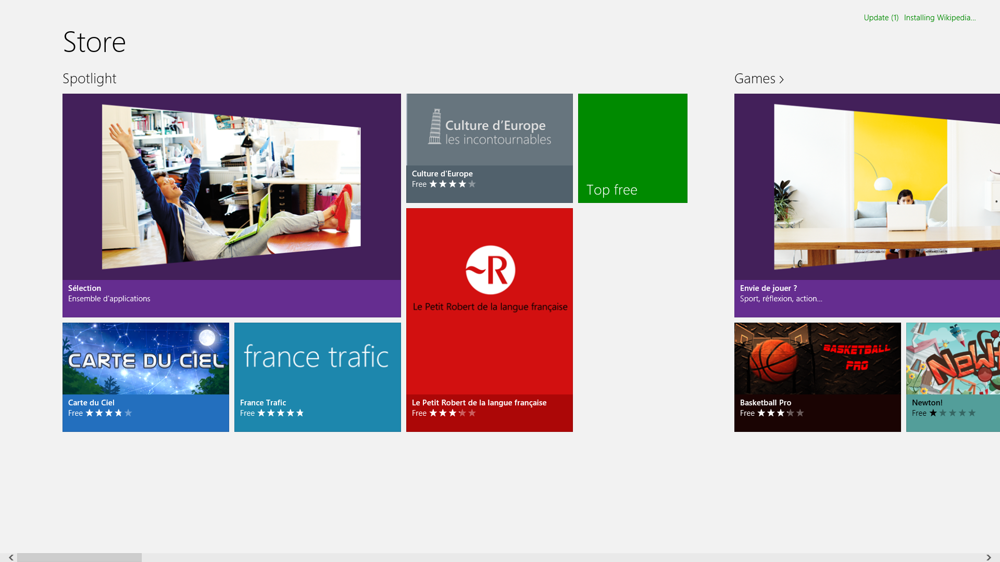 Update (1) Installing Wikipedia...
Store
Spotlight
Culture d'Europe
les incontournables
Culture d'Europe
Free
Top free
Sélection
Ensemble d'applications
R
Le Petit Robert de la langue française
Le Petit Robert de la langue française
Free
CARTE DU CIEL
Carte du Ciel
Free
france trafic
France Trafic
Free
Games
Envie de jouer ?
Sport, réflexion, action...
BASKETBALL
PRO
Basketball Pro
Free
Newton!
Free